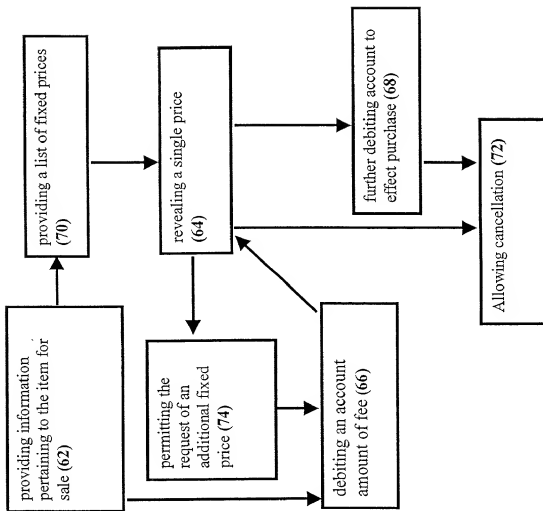 providing information
pertaining to the item for
sale (62)
providing a list of fixed prices
(70)
revealing a single price
(64)
permitting the
request of an
additional fixed
price (74)
debiting an account
amount of fee (66)
further debiting account to
effect purchase (68)
Allowing cancellation (72)